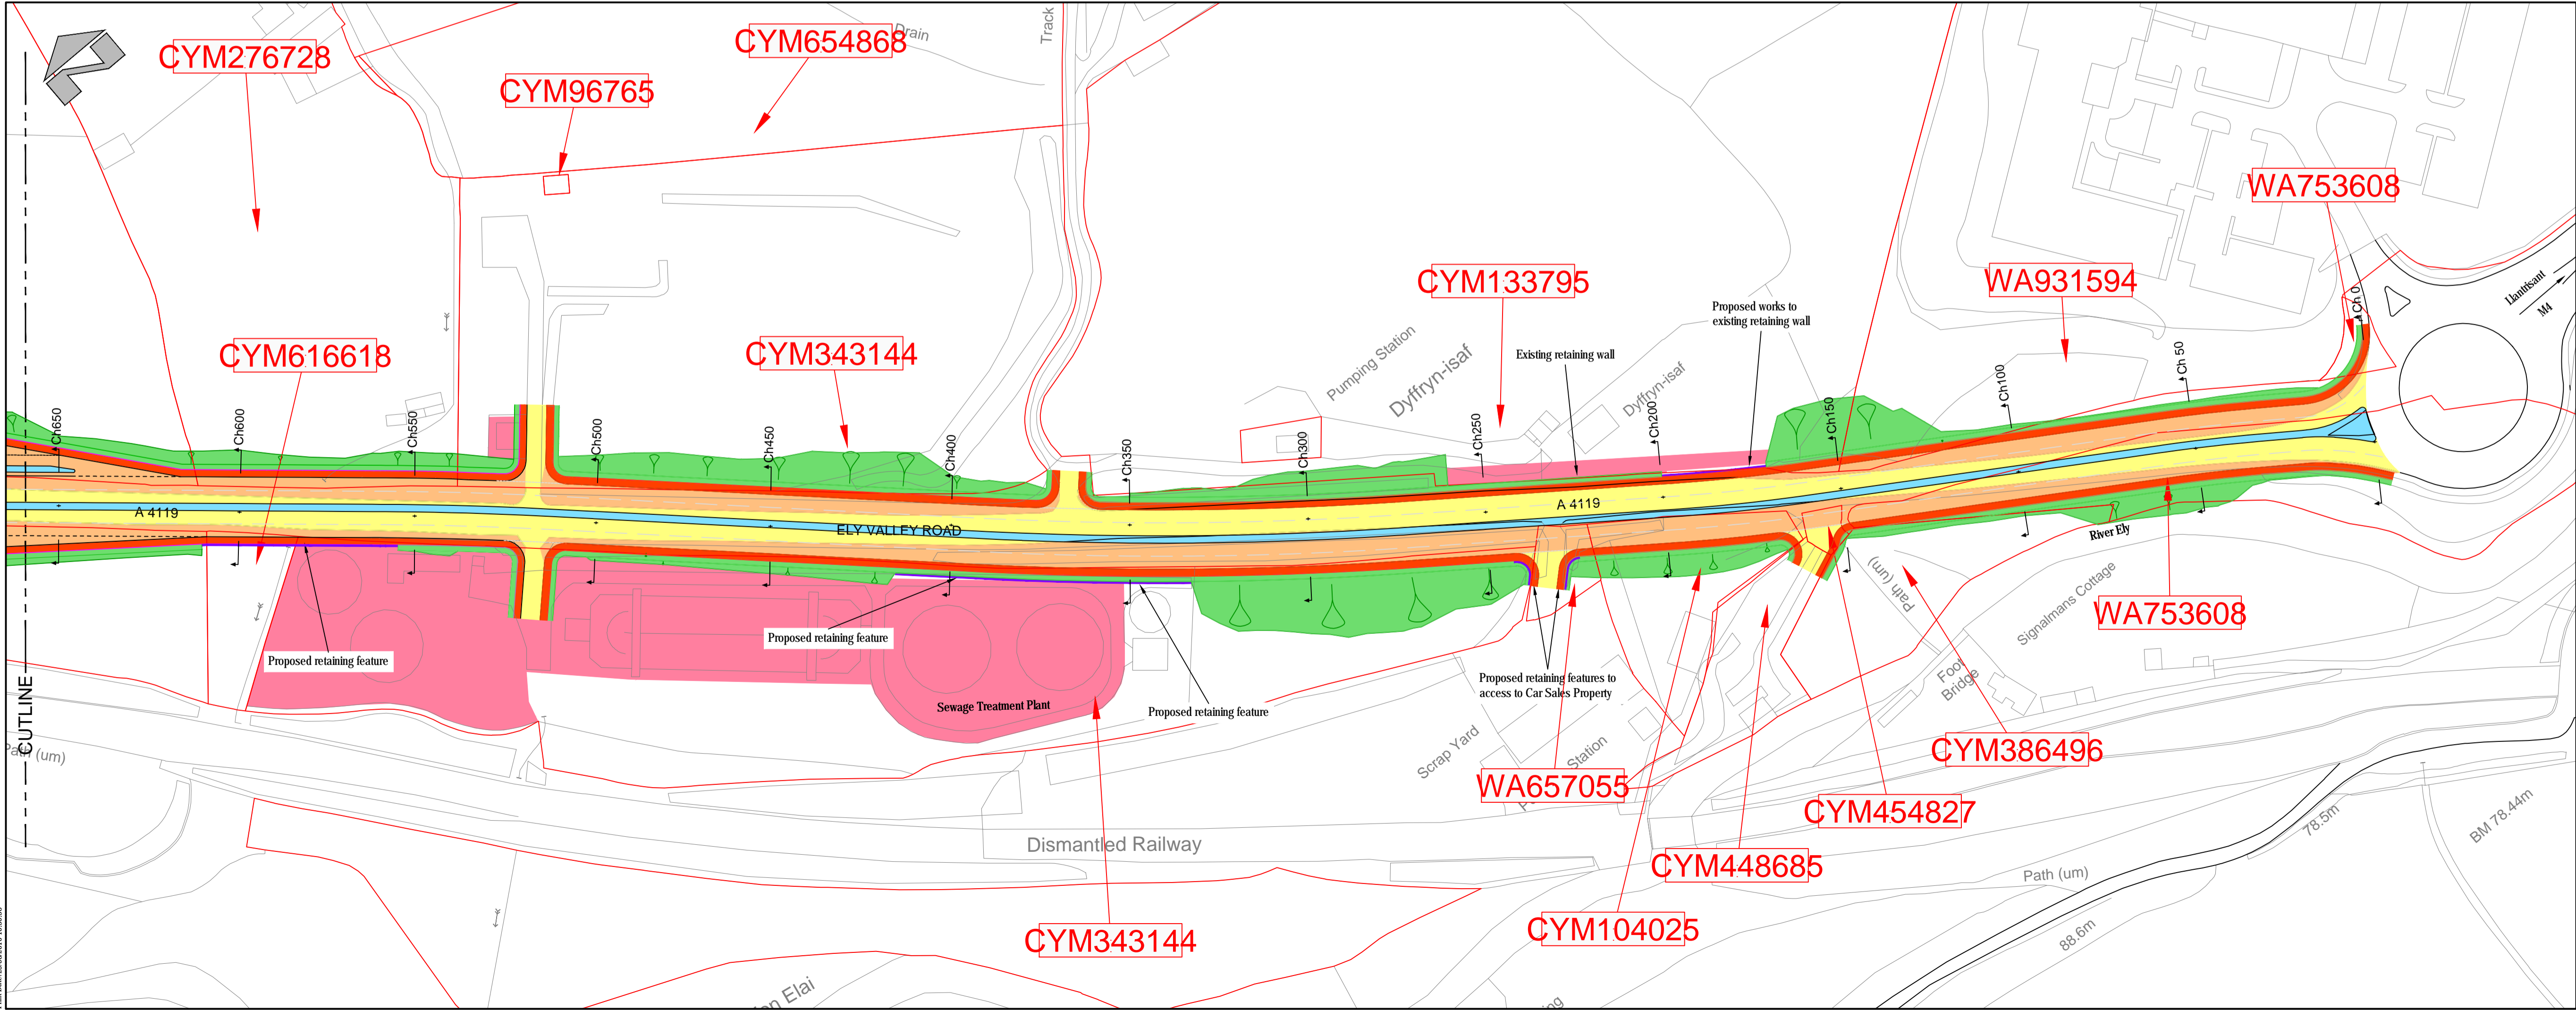 CYM276728
CYM654868
Drain
Track
CYM96765
WA753608
CYM133795
WA931594
Llantrisant
M4
Proposed works to
existing retaining wall
Ch 0
CYM616618
CYM343144
Pumping Station
Dyffryn-isaf
Existing retaining wall
Dyffryn-isaf
Ch650
Ch600
Ch550
Ch500
Ch450
Ch400
Ch350
Ch300
Ch250
Ch200
Ch150
Ch100
Ch 50
A 4119
ELY VALLEY ROAD
A 4119
River Ely
Path (um)
Signalmans Cottage
WA753608
Proposed retaining feature
Proposed retaining feature
Sewage Treatment Plant
Proposed retaining feature
Proposed retaining features to
access to Car Sales Property
Foot
Bridge
CUTLINE
Path (um)
Scrap Yard
Station
WA657055
CYM386496
CYM454827
CYM448685
CYM104025
CYM343144
Dismantled Railway
78.5m
BM 78.44m
Path (um)
88.6m
Elai